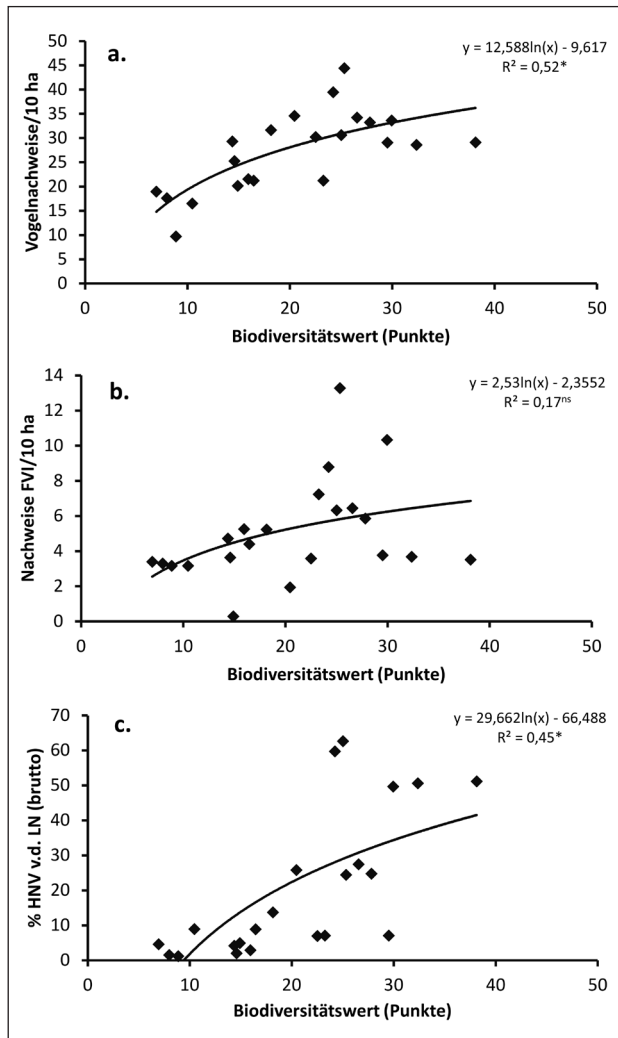 a.
y = 12,588ln(x) - 9,617
R² = 0,52*
Vogelnachweise/10 ha
50
45
40
35
30
25
20
15
10
5
0
0 10 20 30 40 50
Biodiversitätswert (Punkte)
b.
y = 2,53ln(x) - 2,3552
R² = 0,17ⁿˢ
Nachweise FVI/10 ha
14
12
10
8
6
4
2
0
0 10 20 30 40 50
Biodiversitätswert (Punkte)
c.
y = 29,662ln(x) - 66,488
R² = 0,45*
% HNV v.d. LN (brutto)
70
60
50
40
30
20
10
0
0 10 20 30 40 50
Biodiversitätswert (Punkte)